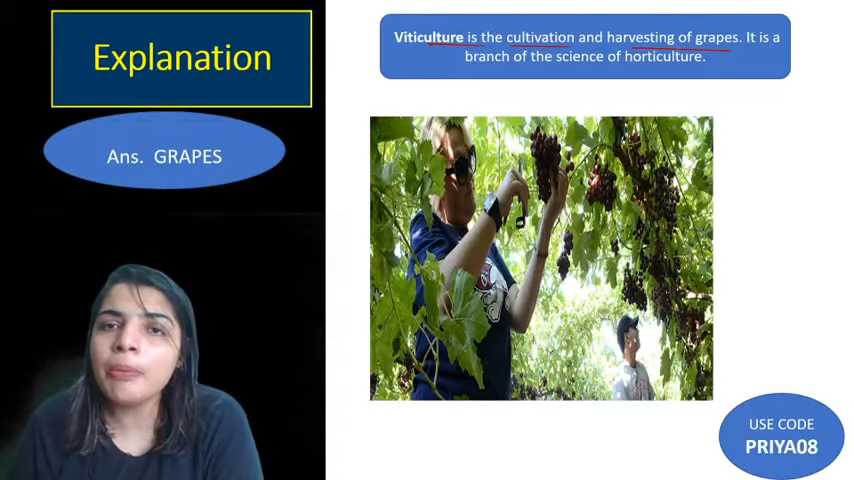 Explanation
Ans. GRAPES
Viticulture is the cultivation and harvesting of grapes. It is a
branch of the science of horticulture.
USE CODE
PRIYA08